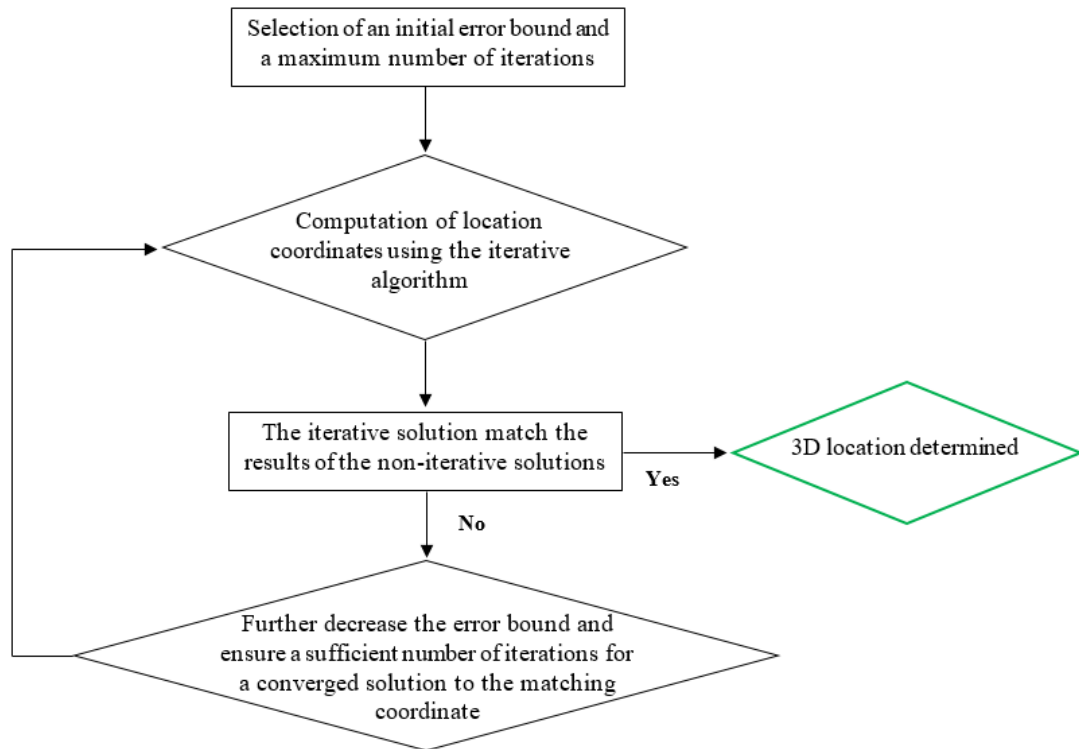 Selection of an initial error bound and
a maximum number of iterations
Computation of location
coordinates using the iterative
algorithm
The iterative solution match the
results of the non-iterative solutions
3D location determined
Yes
No
Further decrease the error bound and
ensure a sufficient number of iterations for
a converged solution to the matching
coordinate